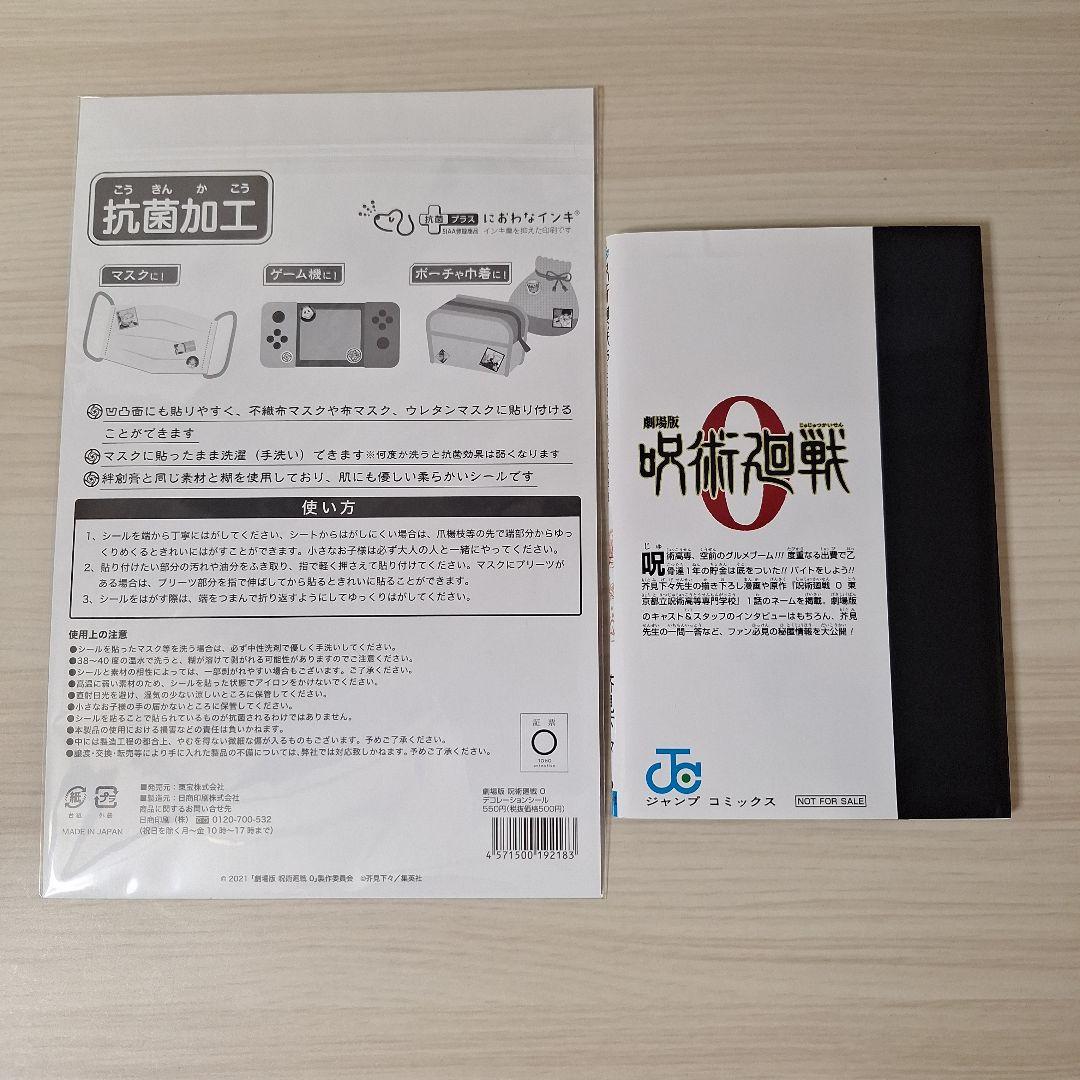 こう きん か こう
抗菌加工
抗菌 プラス
SIAA登録商品
におわなインキ®
インキ臭を抑えた印刷です
マスクに!
ゲーム機に!
ポーチや巾着に!
凹凸面にも貼りやすく、不織布マスクや布マスク、ウレタンマスクに貼り付ける
ことができます
マスクに貼ったまま洗濯(手洗い)できます※何度か洗うと抗菌効果は弱くなります
絆創膏と同じ素材と糊を使用しており、肌にも優しい柔らかいシールです
使い方
1、シールを端から丁寧にはがしてください、シートからはがしにくい場合は、爪楊枝等の先で端部分からゆっ
くりめくるときれいにはがすことができます。小さなお子様は必ず大人の人と一緒にやってください。
2、貼り付けたい部分の汚れや油分をふき取り、指で軽く押さえて貼り付けてください。マスクにプリーツが
ある場合は、プリーツ部分を指で伸ばしてから貼るときれいに貼ることができます。
3、シールをはがす際は、端をつまんで折り返すようにしてゆっくりはがしてください。
使用上の注意
●シールを貼ったマスク等を洗う場合は、必ず中性洗剤で優しく手洗いしてください。
●38〜40度の温水で洗うと、糊が溶けて剥がれる可能性がありますのでご注意ください。
●シールと素材の相性によっては、一部剥がれやすい場合もございます。ご了承ください。
●高温に弱い素材のため、シールを貼った状態でアイロンをかけないでください。
●直射日光を避け、湿気の少ない涼しいところに保管してください。
●小さなお子様の手の届かないところに保管してください。
●シールを貼ることで貼られているものが抗菌されるわけではありません。
●本製品の使用における損害などの責任は負いかねます。
●中には製造工程の都合上、やむを得ない微細な傷が入るものもございます。予めご了承ください。
●譲渡・交換・転売等により手に入れた製品の不備については、弊社では対応致しかねます。予めご了承ください。
証票
TOHO
紙
プラ
台紙 外装
MADE IN JAPAN
■発売元:東宝株式会社
■製造元:日商印刷株式会社
商品に関するお問い合せ先
日商印刷(株) 0120-700-532
(祝日を除く月〜金10時〜17時まで)
劇場版 呪術廻戦 0
デコレーションシール
550円(税抜価格500円)
4 571500 192183
© 2021「劇場版 呪術廻戦 0」製作委員会 ©芥見下々/集英社
劇場版
じゅじゅつかいせん
呪術廻戦
0
呪術高専、空前のグルメブーム!!! 度重なる出費で乙
骨達1年の貯金は底をついた!! バイトをしよう!!
芥見下々先生の描き下ろし漫画や原作「呪術廻戦 0 東
京都立呪術高等専門学校」1話のネームを掲載。劇場版
のキャスト&スタッフのインタビューはもちろん、芥見
先生の一問一答など、ファン必見の秘匿情報を大公開!
ジャンプ コミックス
NOT FOR SALE